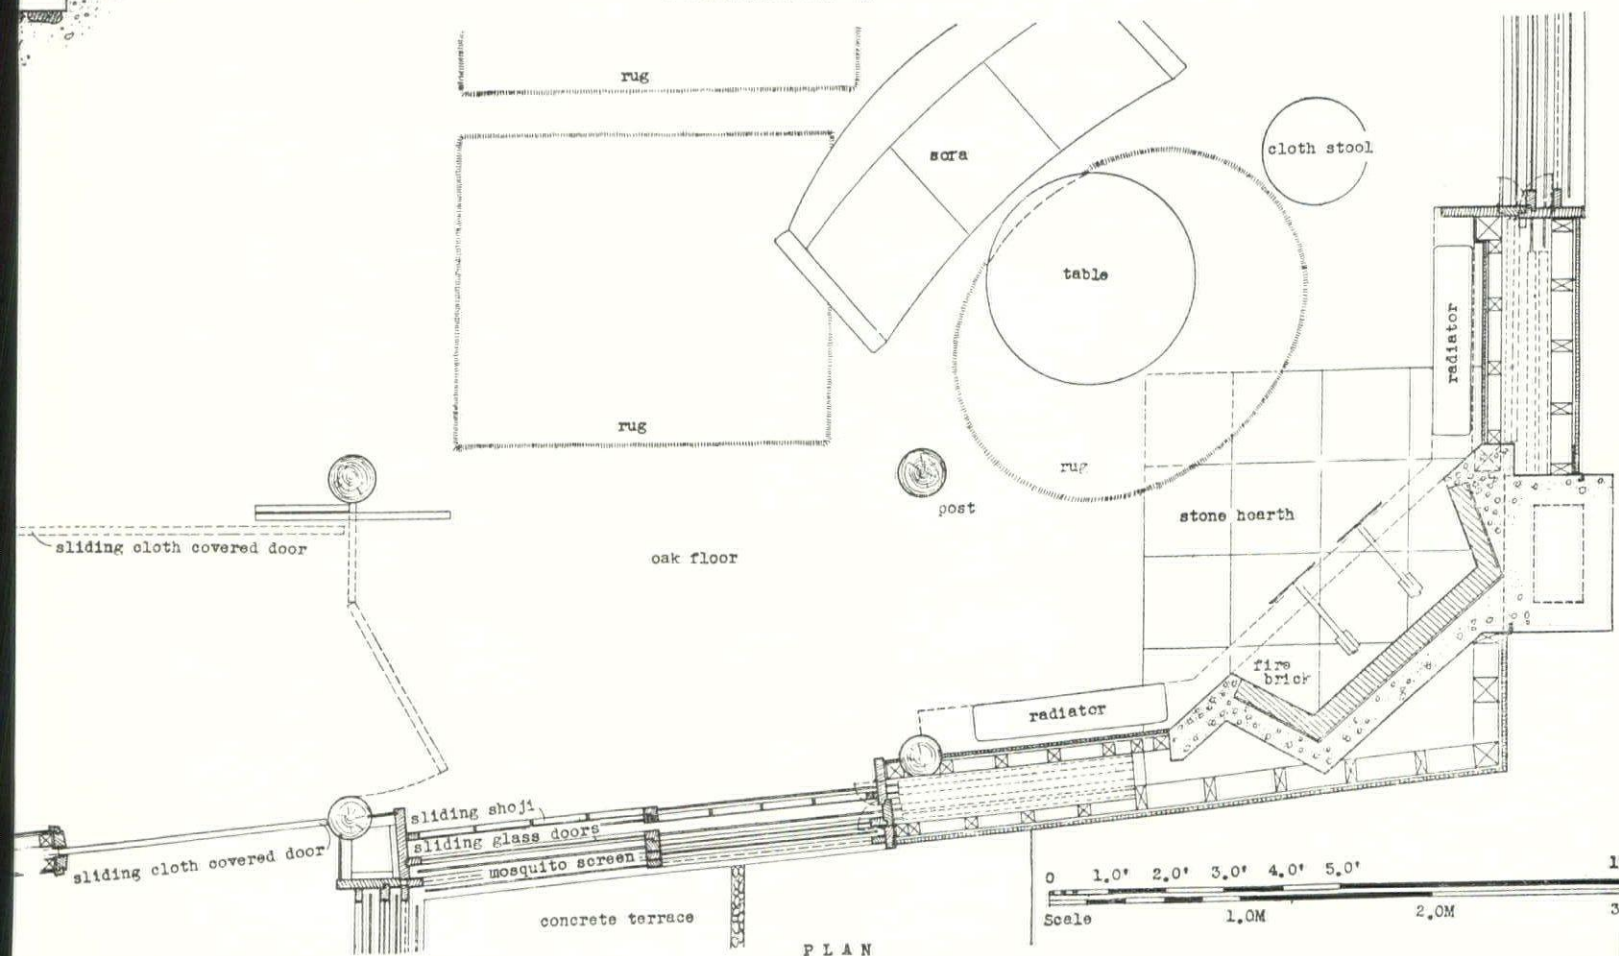 rug
sofa
cloth stool
table
radiator
rug
rug
post
stone hearth
sliding cloth covered door
oak floor
fire
brick
radiator
sliding shoji
sliding glass doors
mosquito screen
sliding cloth covered door
concrete terrace
0 1.0' 2.0' 3.0' 4.0' 5.0' 1
Scale 1.0M 2.0M 3
PLAN